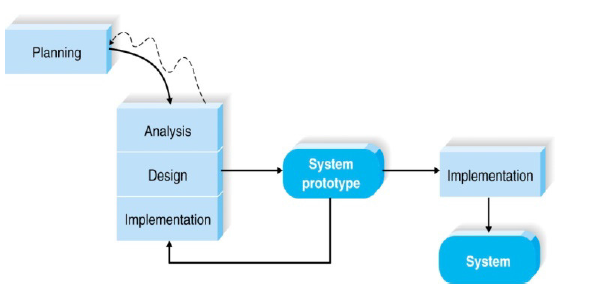 Planning
Analysis
Design
Implementation
System
prototype
Implementation
System